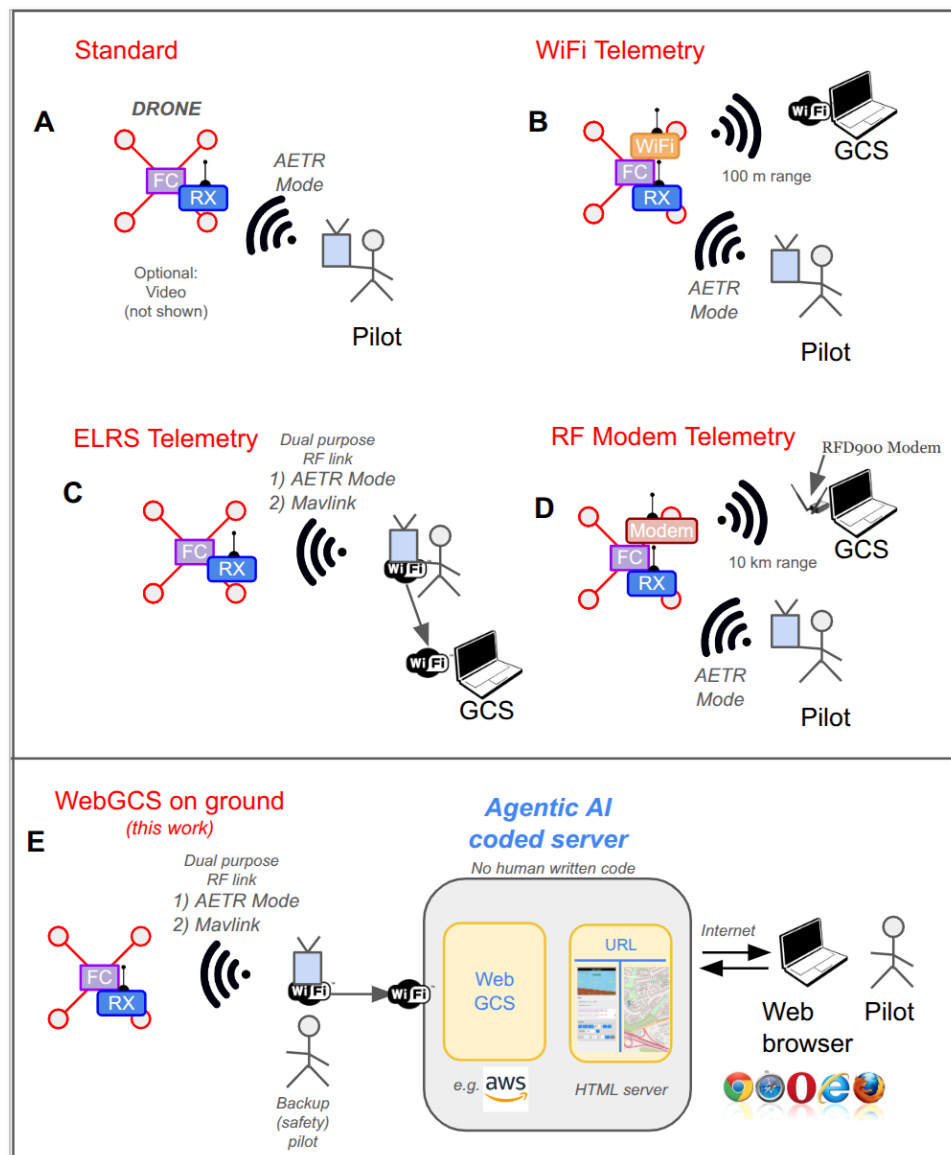 Standard
A
DRONE
FC
RX
AETR
Mode
Optional:
Video
(not shown)
Pilot
WiFi Telemetry
B
WiFi
FC
RX
100 m range
WiFi
GCS
AETR
Mode
Pilot
ELRS Telemetry
C
Dual purpose
RF link
1) AETR Mode
2) Mavlink
FC
RX
WiFi
WiFi
GCS
RF Modem Telemetry
RFD900 Modem
D
Modem
FC
RX
10 km range
GCS
AETR
Mode
Pilot
WebGCS on ground
(this work)
E
Dual purpose
RF link
1) AETR Mode
2) Mavlink
FC
RX
WiFi
WiFi
Backup
(safety)
pilot
Agentic AI
coded server
No human written code
Web
GCS
URL
e.g. aws
HTML server
Internet
Web
browser
Pilot